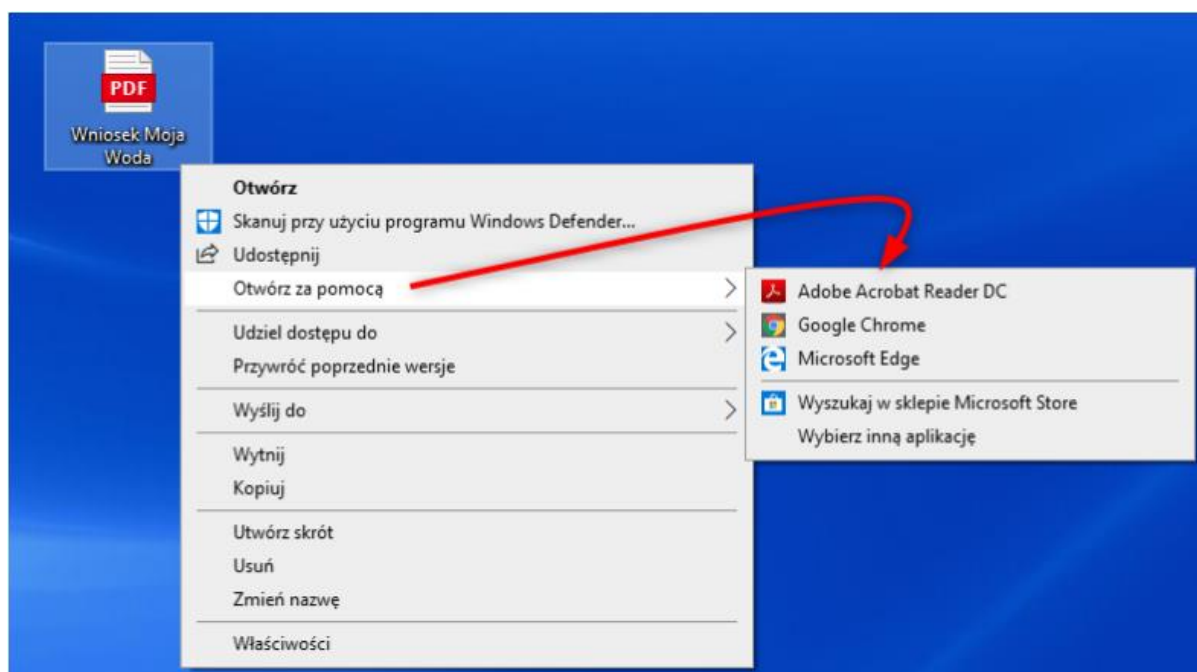 PDF
Wniosek Moja
Woda
Otwórz
Skanuj przy użyciu programu Windows Defender...
Udostępnij
Otwórz za pomocą
Udziel dostępu do
Przywróć poprzednie wersje
Wyślij do
Wytnij
Kopiuj
Utwórz skrót
Usuń
Zmień nazwę
Właściwości
Adobe Acrobat Reader DC
Google Chrome
Microsoft Edge
Wyszukaj w sklepie Microsoft Store
Wybierz inną aplikację